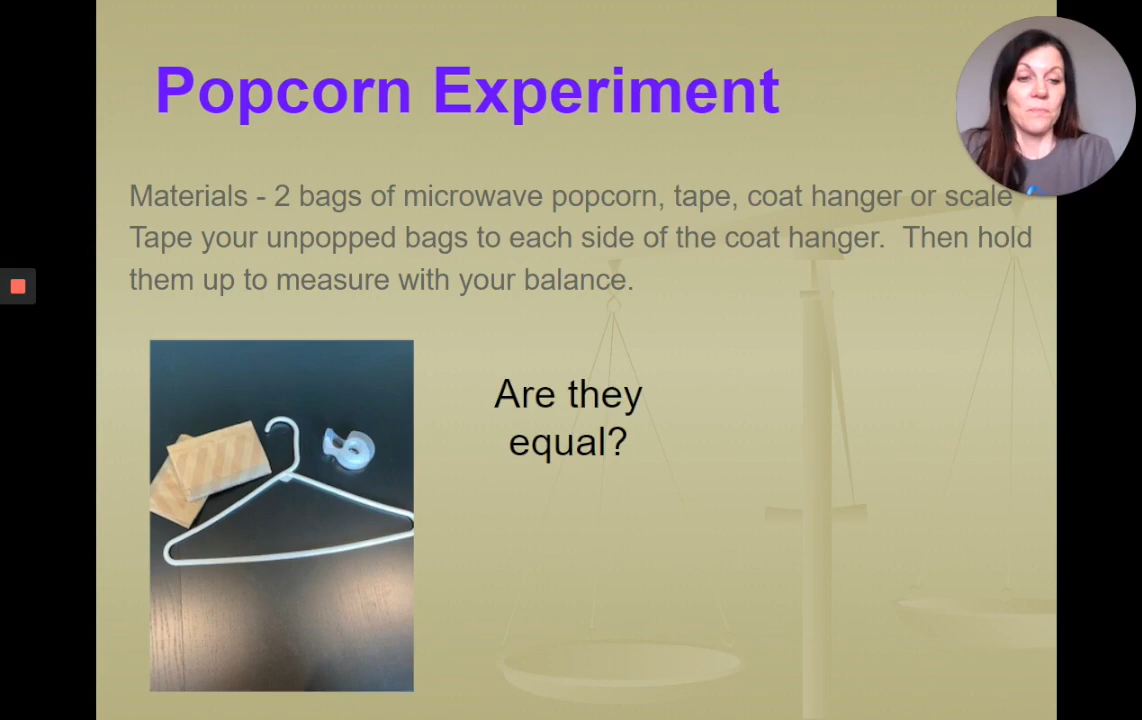 Popcorn Experiment
Materials - 2 bags of microwave popcorn, tape, coat hanger or scale
Tape your unpopped bags to each side of the coat hanger.  Then hold
them up to measure with your balance.
Are they
equal?